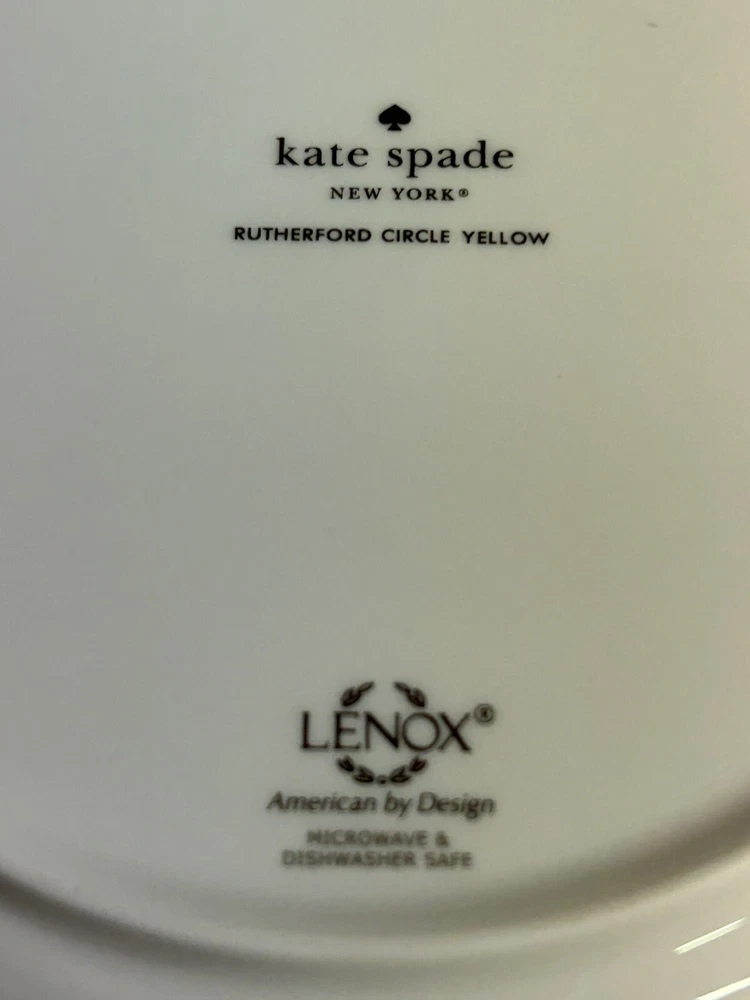 kate spade
NEW YORK®
RUTHERFORD CIRCLE YELLOW
LENOX®
American by Design
MICROWAVE &
DISHWASHER SAFE